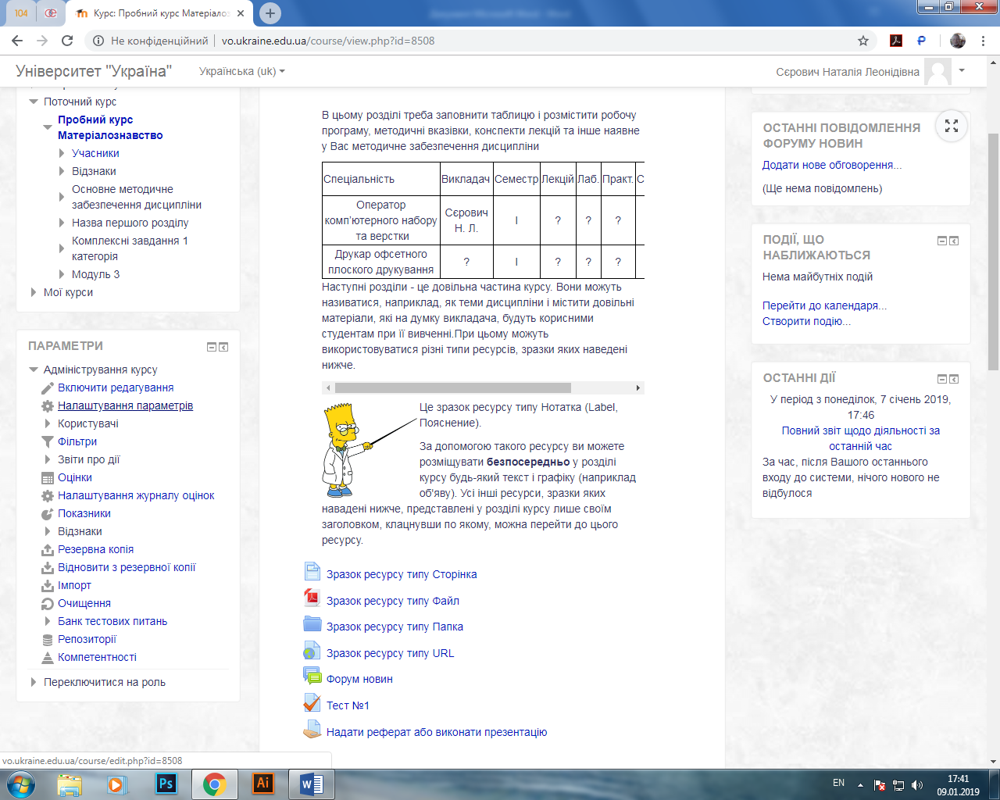 104
Курс: Пробний курс Матеріалоз
Не конфіденційний | vo.ukraine.edu.ua/course/view.php?id=8508
Університет "Україна"
Українська (uk)
Сєрович Наталія Леонідівна
Поточний курс
Пробний курс
Матеріалознавство
Учасники
Відзнаки
Основне методичне
забезпечення дисципліни
Назва першого розділу
Комплексні завдання 1
категорія
Модуль 3
Мої курси
ПАРАМЕТРИ
Адміністрування курсу
Включити редагування
Налаштування параметрів
Користувачі
Фільтри
Звіти про дії
Оцінки
Налаштування журналу оцінок
Показники
Відзнаки
Резервна копія
Відновити з резервної копії
Імпорт
Очищення
Банк тестових питань
Репозиторії
Компетентності
Переключитися на роль
В цьому розділі треба заповнити таблицю і розмістити робочу
програму, методичні вказівки, конспекти лекцій та інше наявне
у Вас методичне забезпечення дисципліни
Спеціальність Викладач Семестр Лекцій Лаб. Практ. С
Оператор
комп'ютерного набору
та верстки
Сєрович
Н. Л.
І ? ? ?
Друкар офсетного
плоского друкування
? І ? ? ?
Наступні розділи - це довільна частина курсу. Вони можуть
називатися, наприклад, як теми дисципліни і містити довільні
матеріали, які на думку викладача, будуть корисними
студентам при її вивченні.При цьому можуть
використовуватися різні типи ресурсів, зразки яких наведені
нижче.
Це зразок ресурсу типу Нотатка (Label,
Пояснение).
За допомогою такого ресурсу ви можете
розміщувати безпосередньо у розділі
курсу будь-який текст і графіку (наприклад
об'яву). Усі інші ресурси, зразки яких
навадені нижче, представлені у розділі курсу лише своїм
заголовком, клацнувши по якому, можна перейти до цього
ресурсу.
Зразок ресурсу типу Сторінка
Зразок ресурсу типу Файл
Зразок ресурсу типу Папка
Зразок ресурсу типу URL
Форум новин
Тест №1
Надати реферат або виконати презентацію
ОСТАННІ ПОВІДОМЛЕННЯ
ФОРУМУ НОВИН
Додати нове обговорення...
(Ще нема повідомлень)
ПОДІЇ, ЩО
НАБЛИЖАЮТЬСЯ
Нема майбутніх подій
Перейти до календаря...
Створити подію...
ОСТАННІ ДІЇ
У період з понеділок, 7 січень 2019,
17:46
Повний звіт щодо діяльності за
останній час
За час, після Вашого останнього
входу до системи, нічого нового не
відбулося
vo.ukraine.edu.ua/course/edit.php?id=8508
Ps
Ai
W
EN
17:41
09.01.2019